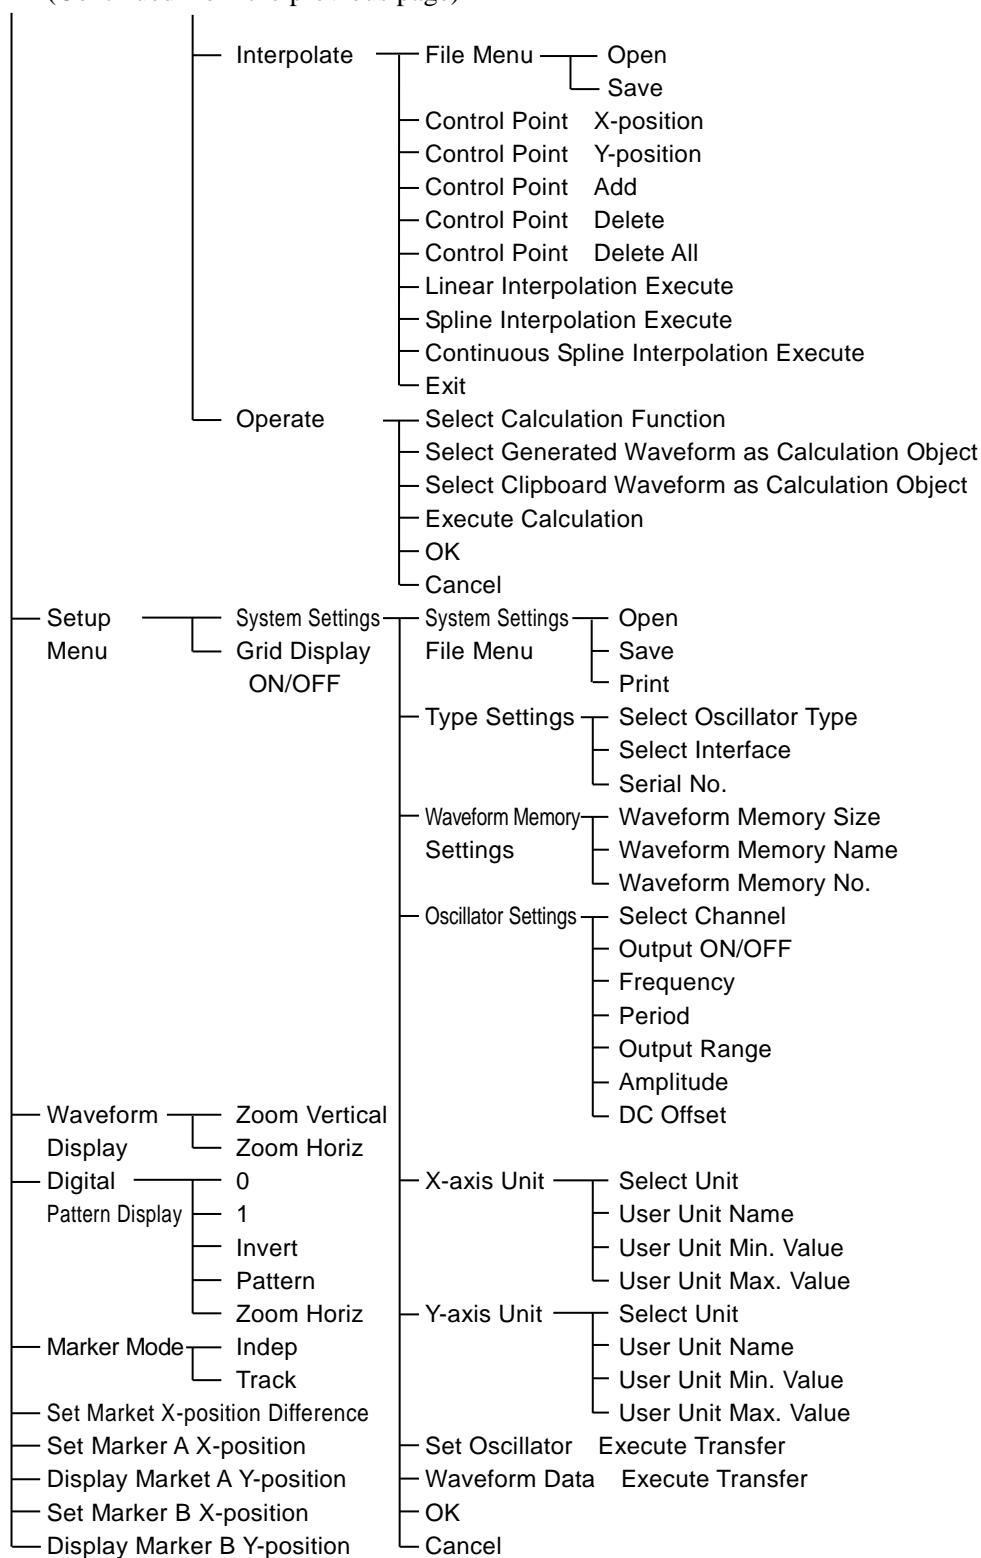 (Continued from the previous page)
Interpolate File Menu Open
Save
Control Point X-position
Control Point Y-position
Control Point Add
Control Point Delete
Control Point Delete All
Linear Interpolation Execute
Spline Interpolation Execute
Continuous Spline Interpolation Execute
Exit
Operate Select Calculation Function
Select Generated Waveform as Calculation Object
Select Clipboard Waveform as Calculation Object
Execute Calculation
OK
Cancel
Setup System Settings System Settings Open
Menu Grid Display File Menu Save
ON/OFF Print
Type Settings Select Oscillator Type
Select Interface
Serial No.
Waveform Memory Waveform Memory Size
Settings Waveform Memory Name
Waveform Memory No.
Oscillator Settings Select Channel
Output ON/OFF
Frequency
Period
Output Range
Amplitude
Waveform Zoom Vertical DC Offset
Display Zoom Horiz
Digital 0 X-axis Unit Select Unit
Pattern Display 1 User Unit Name
Invert User Unit Min. Value
Pattern User Unit Max. Value
Zoom Horiz Y-axis Unit Select Unit
Marker Mode Indep User Unit Name
Track User Unit Min. Value
Set Market X-position Difference User Unit Max. Value
Set Marker A X-position Set Oscillator Execute Transfer
Display Market A Y-position Waveform Data Execute Transfer
Set Marker B X-position OK
Display Marker B Y-position Cancel